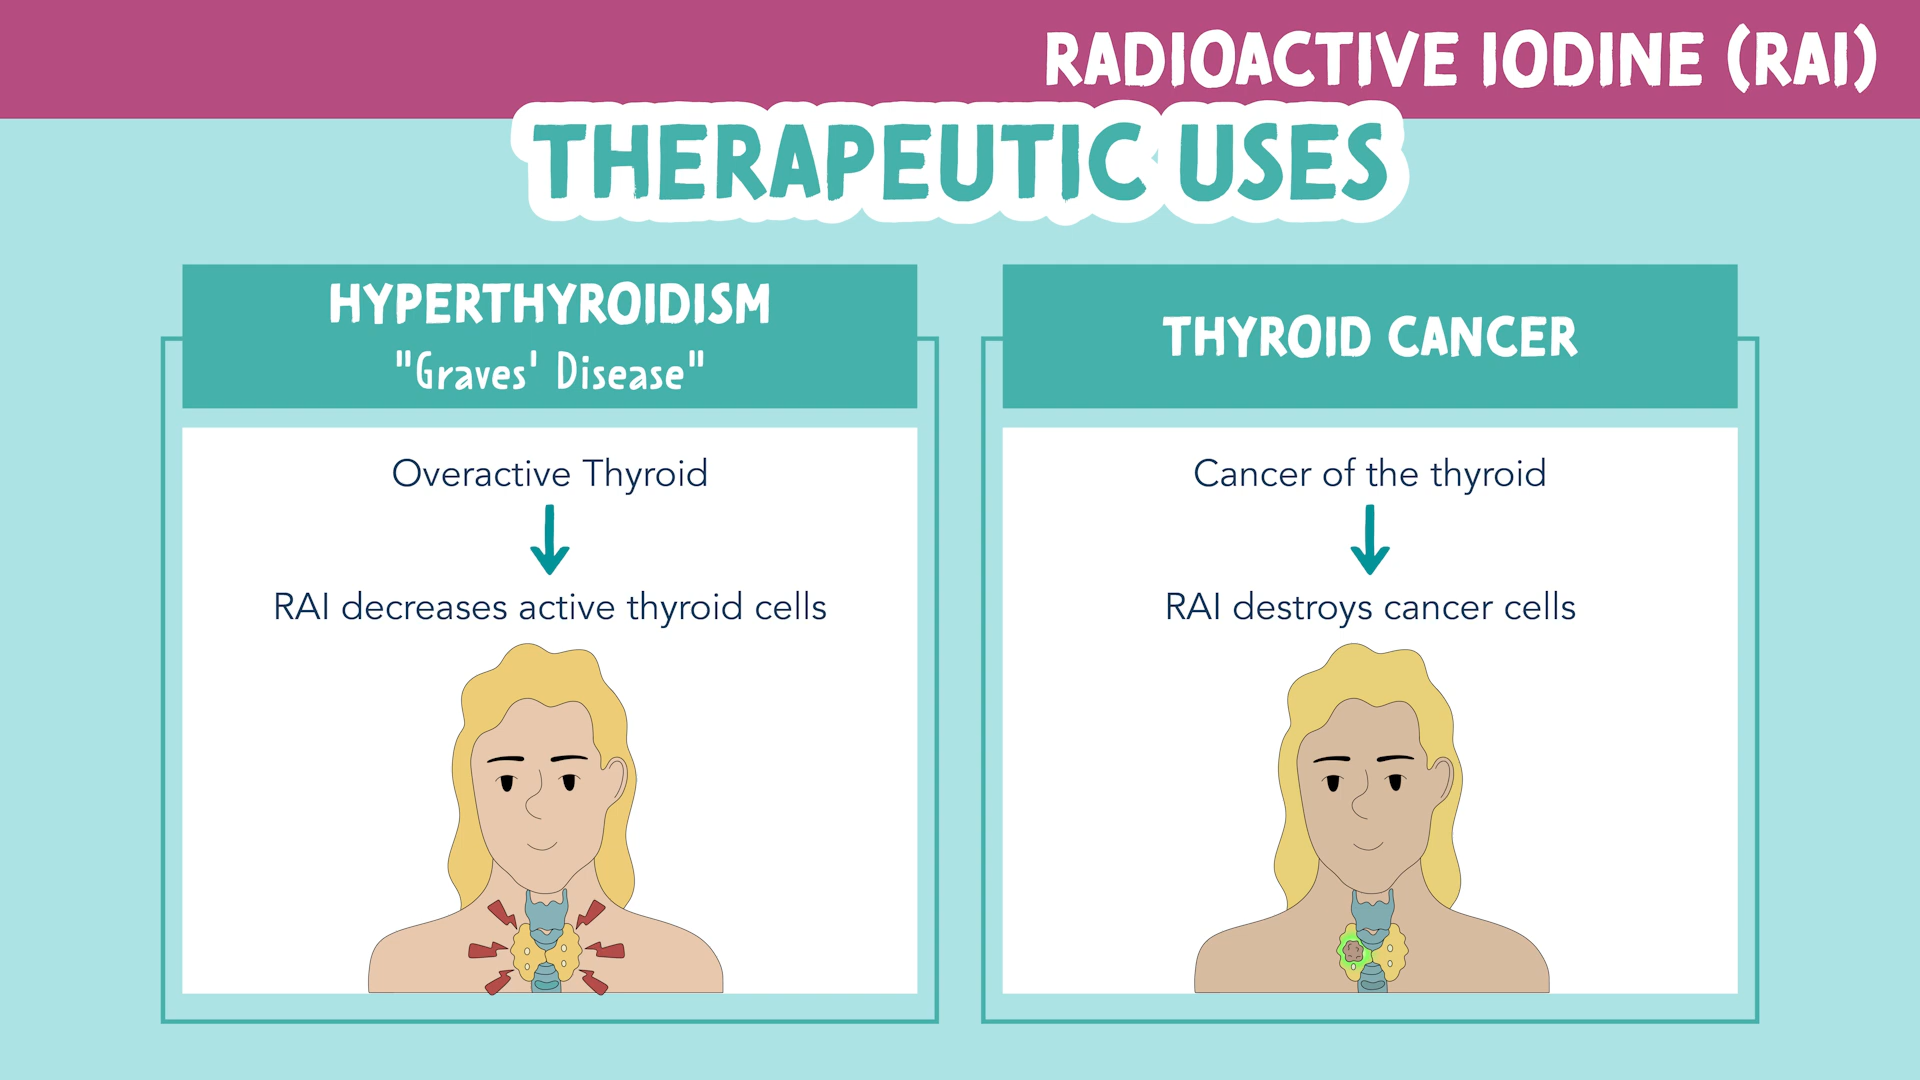 RADIOACTIVE IODINE (RAI)
THERAPEUTIC USES
HYPERTHYROIDISM
"Graves' Disease"
Overactive Thyroid
RAI decreases active thyroid cells
THYROID CANCER
Cancer of the thyroid
RAI destroys cancer cells